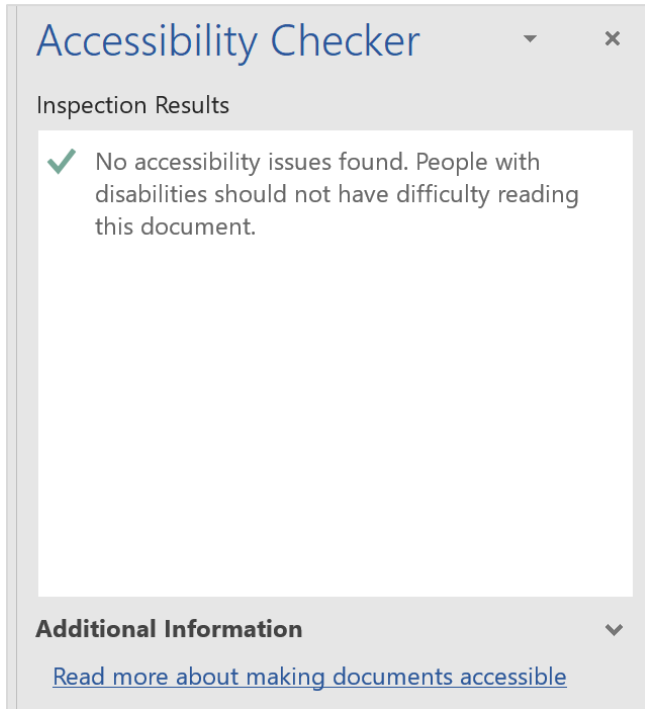 Accessibility Checker
Inspection Results
No accessibility issues found. People with
disabilities should not have difficulty reading
this document.
Additional Information
Read more about making documents accessible